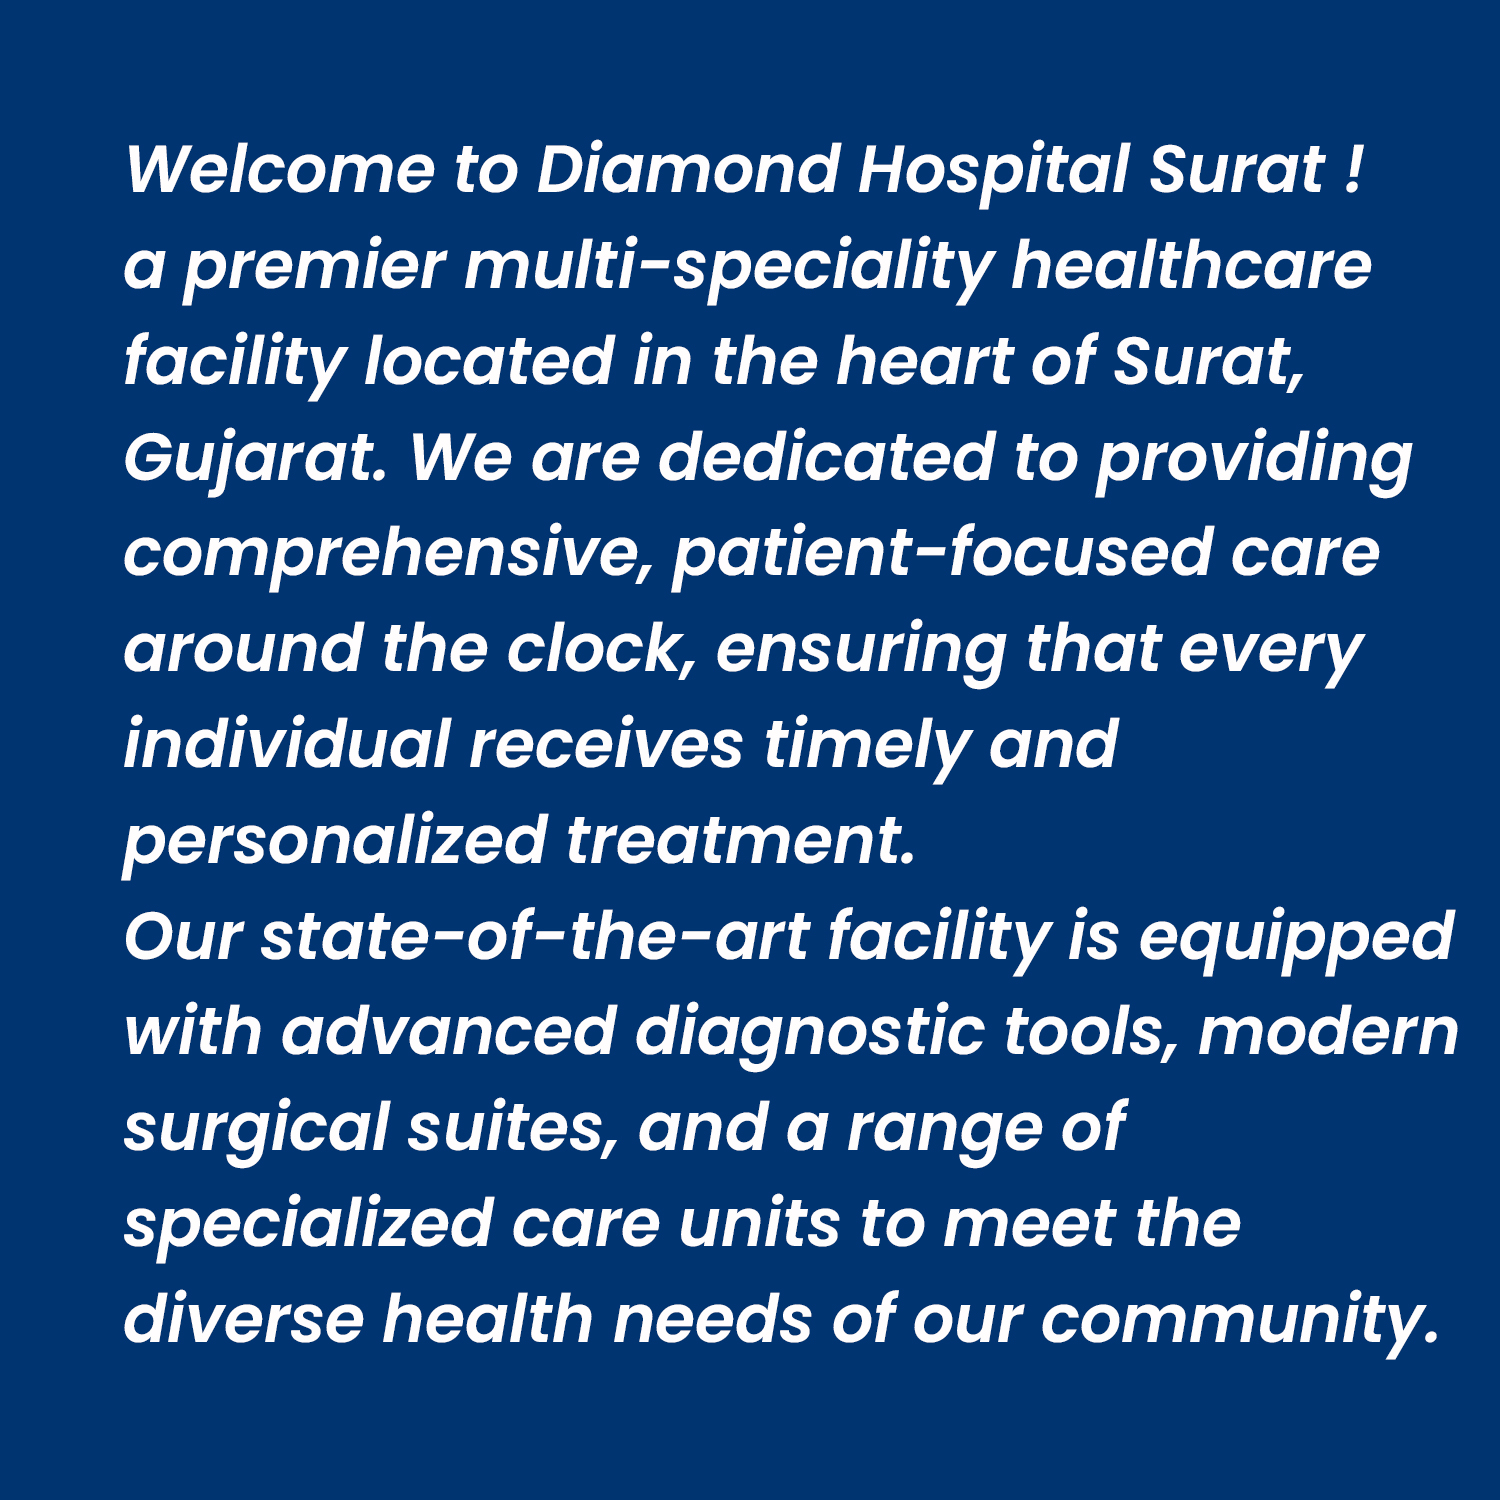 Welcome to Diamond Hospital Surat !
a premier multi-speciality healthcare
facility located in the heart of Surat,
Gujarat. We are dedicated to providing
comprehensive, patient-focused care
around the clock, ensuring that every
individual receives timely and
personalized treatment.
Our state-of-the-art facility is equipped
with advanced diagnostic tools, modern
surgical suites, and a range of
specialized care units to meet the
diverse health needs of our community.